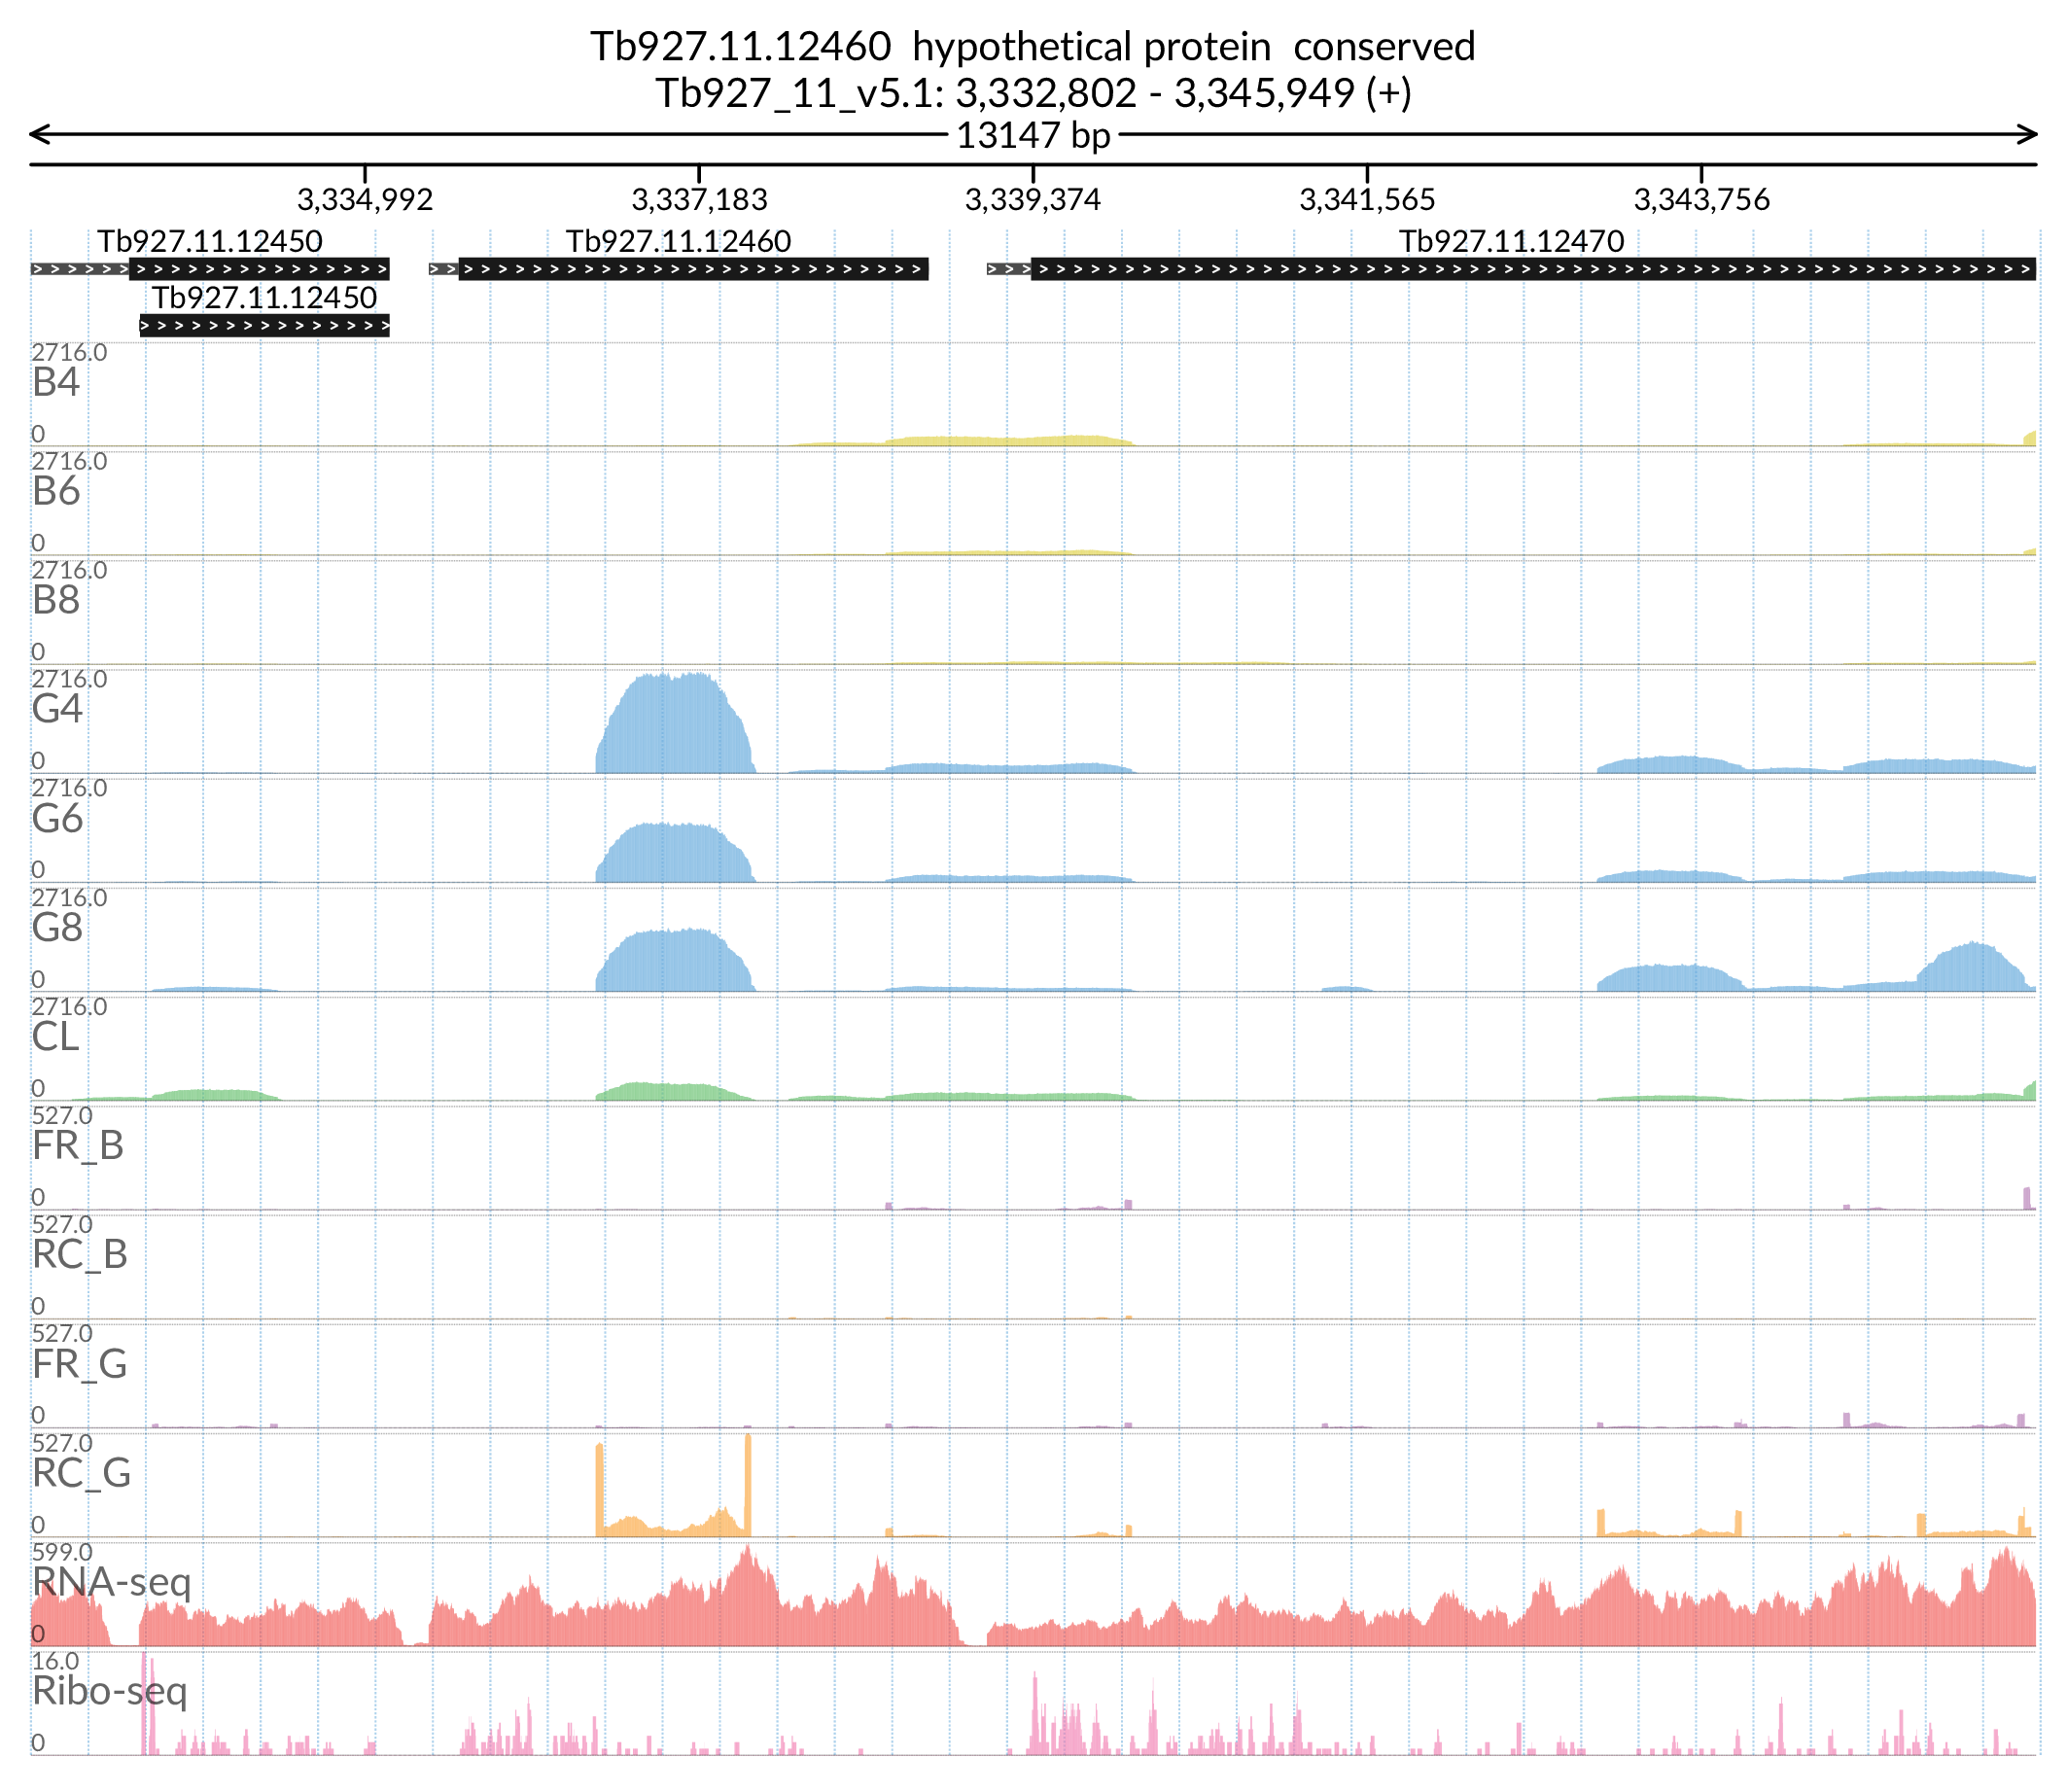 Tb927.11.12460  hypothetical protein  conserved
Tb927_11_v5.1: 3,332,802 - 3,345,949 (+)
13147 bp
3,334,992 3,337,183 3,339,374 3,341,565 3,343,756
Tb927.11.12450 Tb927.11.12460 Tb927.11.12470
Tb927.11.12450
2716.0
B4
0
2716.0
B6
0
2716.0
B8
0
2716.0
G4
0
2716.0
G6
0
2716.0
G8
0
2716.0
CL
0
527.0
FR_B
0
527.0
RC_B
0
527.0
FR_G
0
527.0
RC_G
0
599.0
RNA-seq
0
16.0
Ribo-seq
0